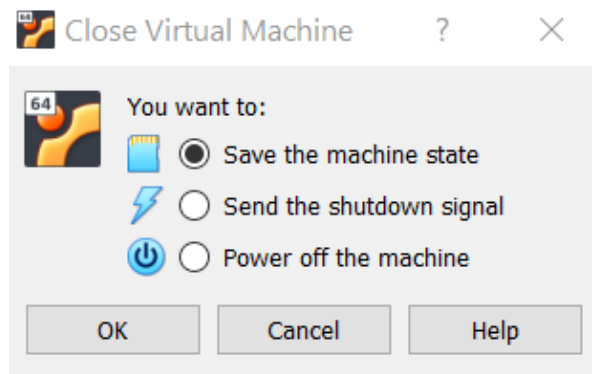 Close Virtual Machine ?
64 You want to:
Save the machine state
Send the shutdown signal
Power off the machine
OK Cancel Help